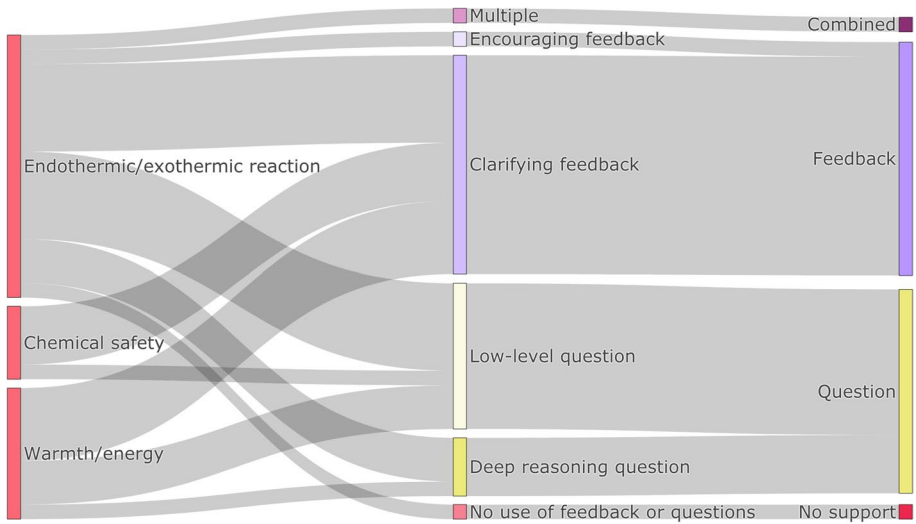 Endothermic/exothermic reaction
Chemical safety
Warmth/energy
Multiple
Encouraging feedback
Clarifying feedback
Low-level question
Deep reasoning question
No use of feedback or questions
Combined
Feedback
Question
No support